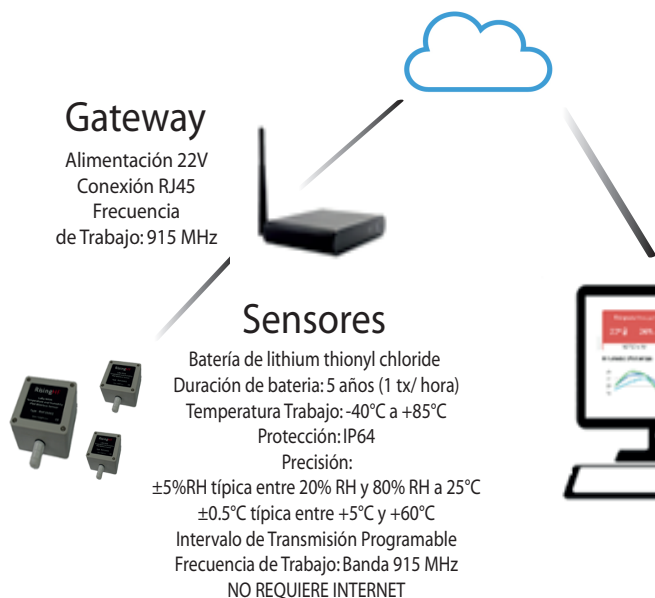 Gateway
Alimentación 22V
Conexión RJ45
Frecuencia
de Trabajo: 915 MHz
Sensores
Batería de lithium thionyl chloride
Duración de bateria: 5 años (1 tx/ hora)
Temperatura Trabajo: -40°C a +85°C
Protección: IP64
Precisión:
±5%RH típica entre 20% RH y 80% RH a 25°C
±0.5°C típica entre +5°C y +60°C
Intervalo de Transmisión Programable
Frecuencia de Trabajo: Banda 915 MHz
NO REQUIERE INTERNET